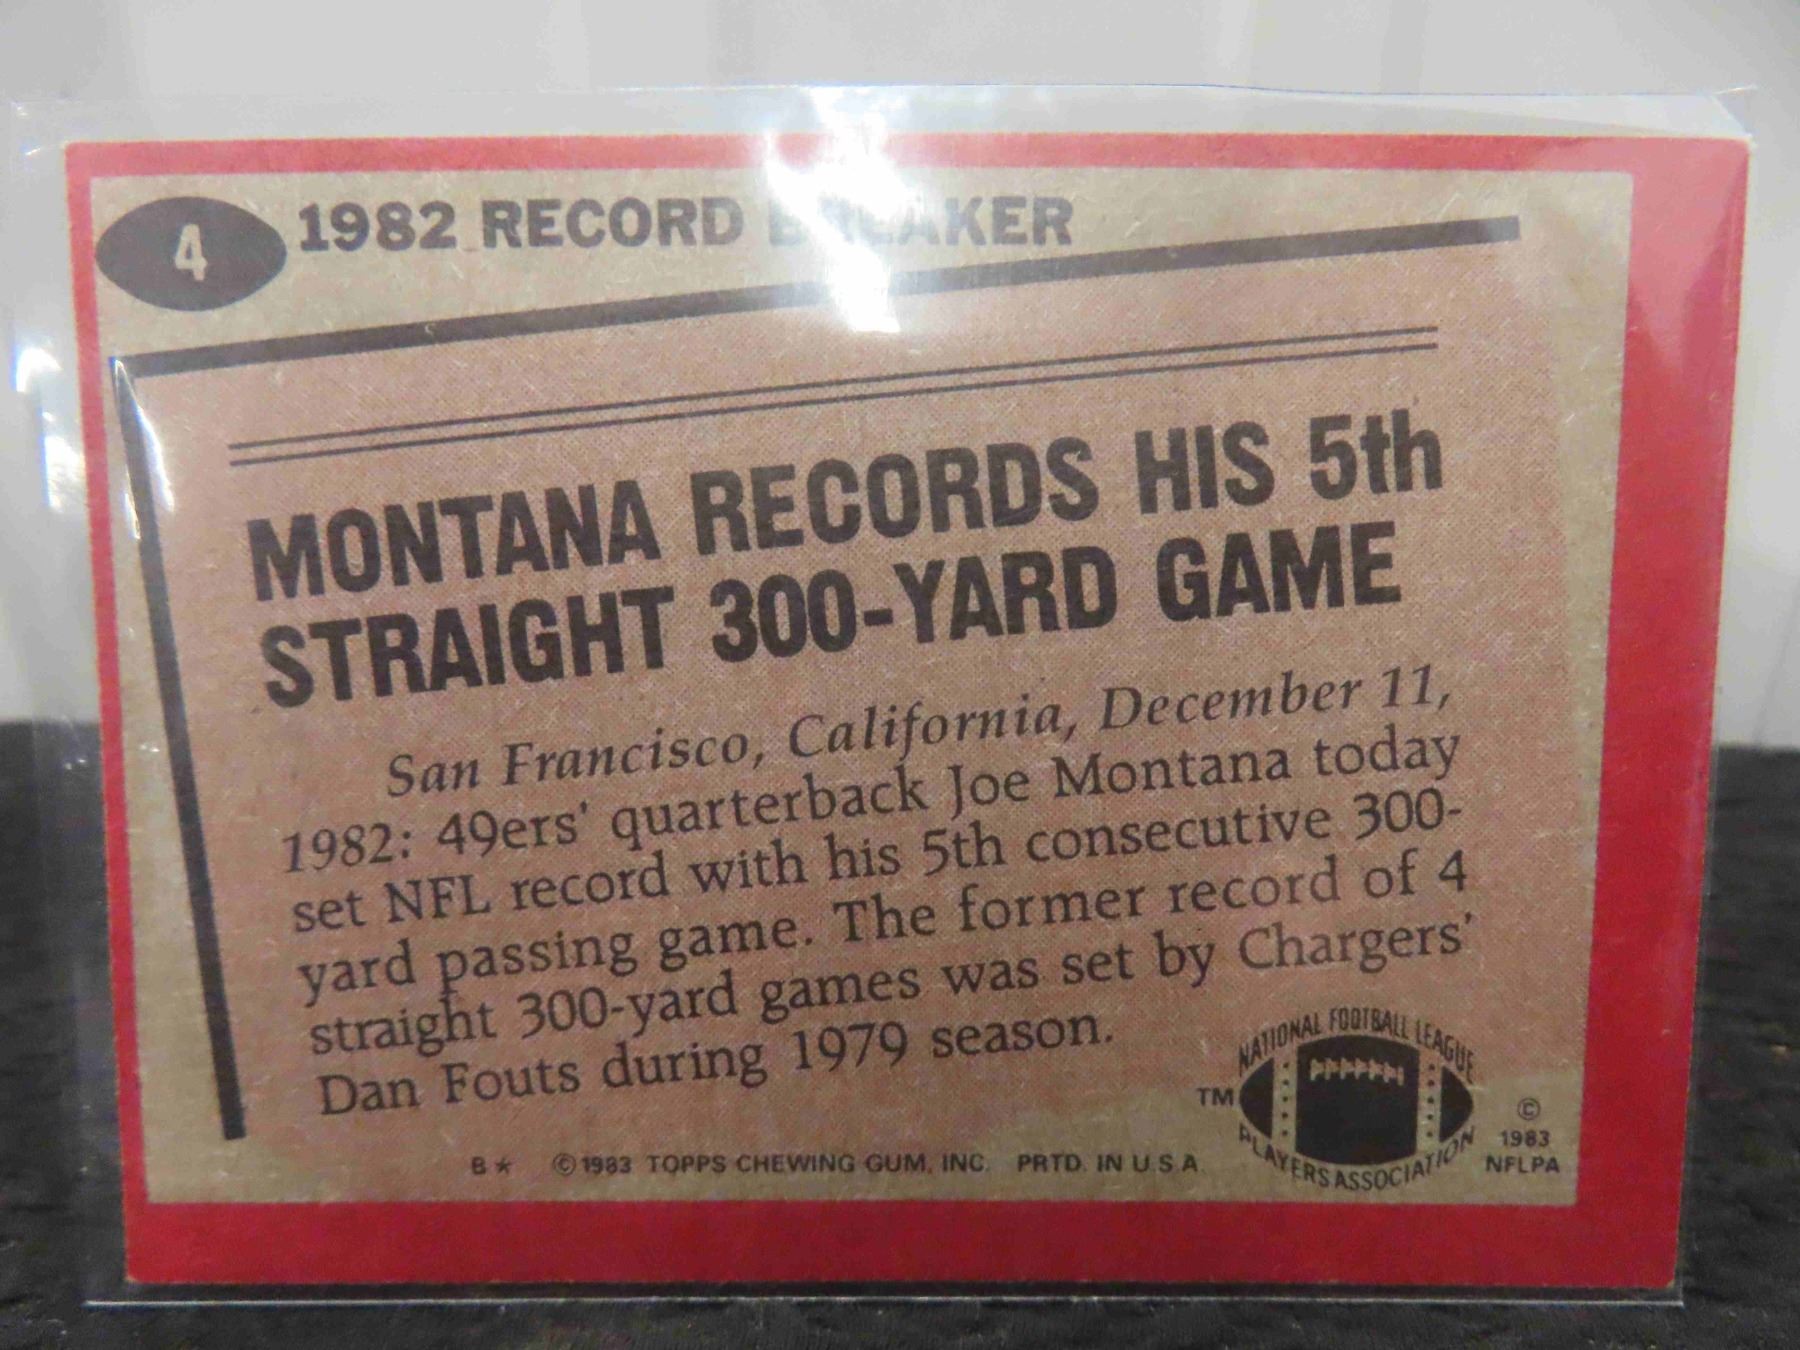 4
1982 RECORD BREAKER
MONTANA RECORDS HIS 5th
STRAIGHT 300-YARD GAME
San Francisco, California, December 11,
1982: 49ers' quarterback Joe Montana today
set NFL record with his 5th consecutive 300-
yard passing game. The former record of 4
straight 300-yard games was set by Chargers'
Dan Fouts during 1979 season.
NATIONAL FOOTBALL LEAGUE
TM
PLAYERS ASSOCIATION
©
1983
NFLPA
B★ ©1983 TOPPS CHEWING GUM, INC. PRTD. IN U.S.A.